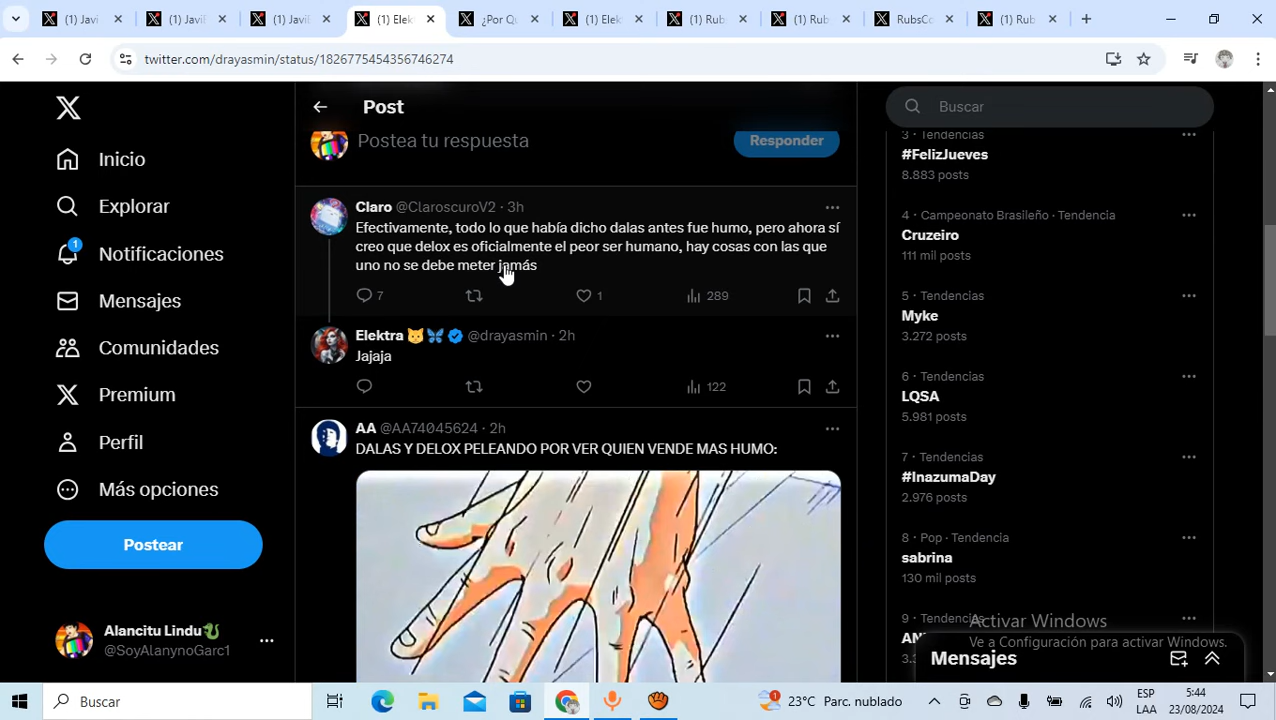 (1) Javi
(1) Javil
(1) Javil
(1) Elek
¿Por Qu
(1) Elek
(1) Rub
(1) Rub
RubsCo
(1) Rub
twitter.com/drayasmin/status/1826775454356746274
Inicio
Explorar
1
Notificaciones
Mensajes
Comunidades
Premium
Perfil
Más opciones
Postear
Alancitu Lindu
@SoyAlanynoGarc1
Post
Postea tu respuesta
Responder
Claro @ClaroscuroV2 · 3h
Efectivamente, todo lo que había dicho dalas antes fue humo, pero ahora sí
creo que delox es oficialmente el peor ser humano, hay cosas con las que
uno no se debe meter jamás
7 1 289
Elektra 🐱🦋 @drayasmin · 2h
Jajaja
122
AA @AA74045624 · 2h
DALAS Y DELOX PELEANDO POR VER QUIEN VENDE MAS HUMO:
Buscar
3 · Tendencias
#FelizJueves
8.883 posts
4 · Campeonato Brasileño · Tendencia
Cruzeiro
111 mil posts
5 · Tendencias
Myke
3.272 posts
6 · Tendencias
LQSA
5.981 posts
7 · Tendencias
#InazumaDay
2.976 posts
8 · Pop · Tendencia
sabrina
130 mil posts
9 · Tendencias
Activar Windows
Ve a Configuración para activar Windows.
Mensajes
Buscar
1
23°C Parc. nublado
ESP
LAA
5:44
23/08/2024